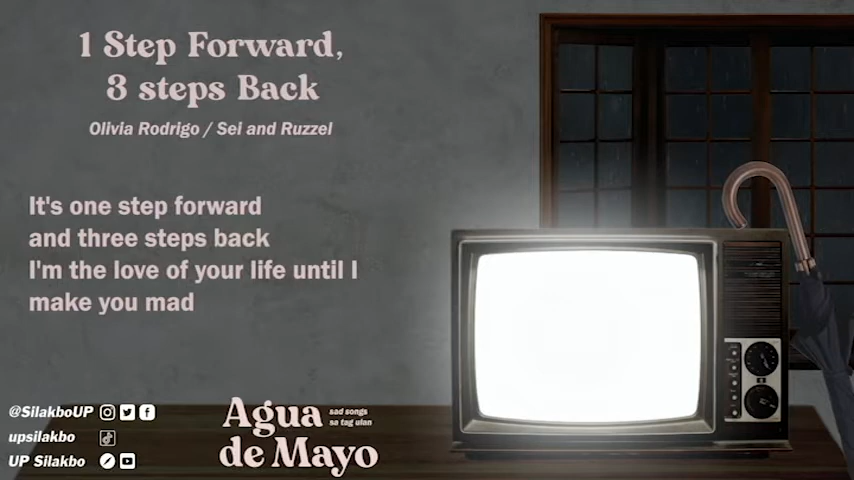 1 Step Forward,
3 steps Back
Olivia Rodrigo / Sei and Ruzzel
It's one step forward
and three steps back
I'm the love of your life until I
make you mad
@SilakboUP
upsilakbo
UP Silakbo
Agua
de Mayo
sad songs
sa tag ulan